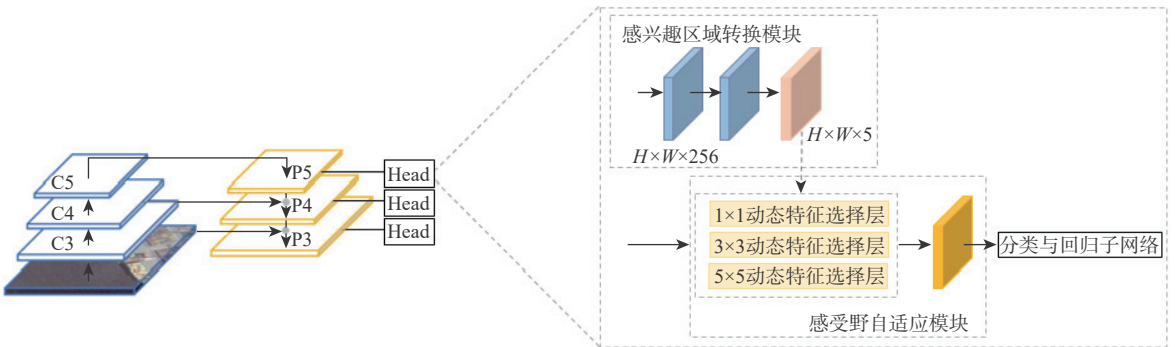 C5
C4
C3
P5
P4
P3
Head
Head
Head
感兴趣区域转换模块
H×W×256
H×W×5
1×1动态特征选择层
3×3动态特征选择层
5×5动态特征选择层
感受野自适应模块
分类与回归子网络